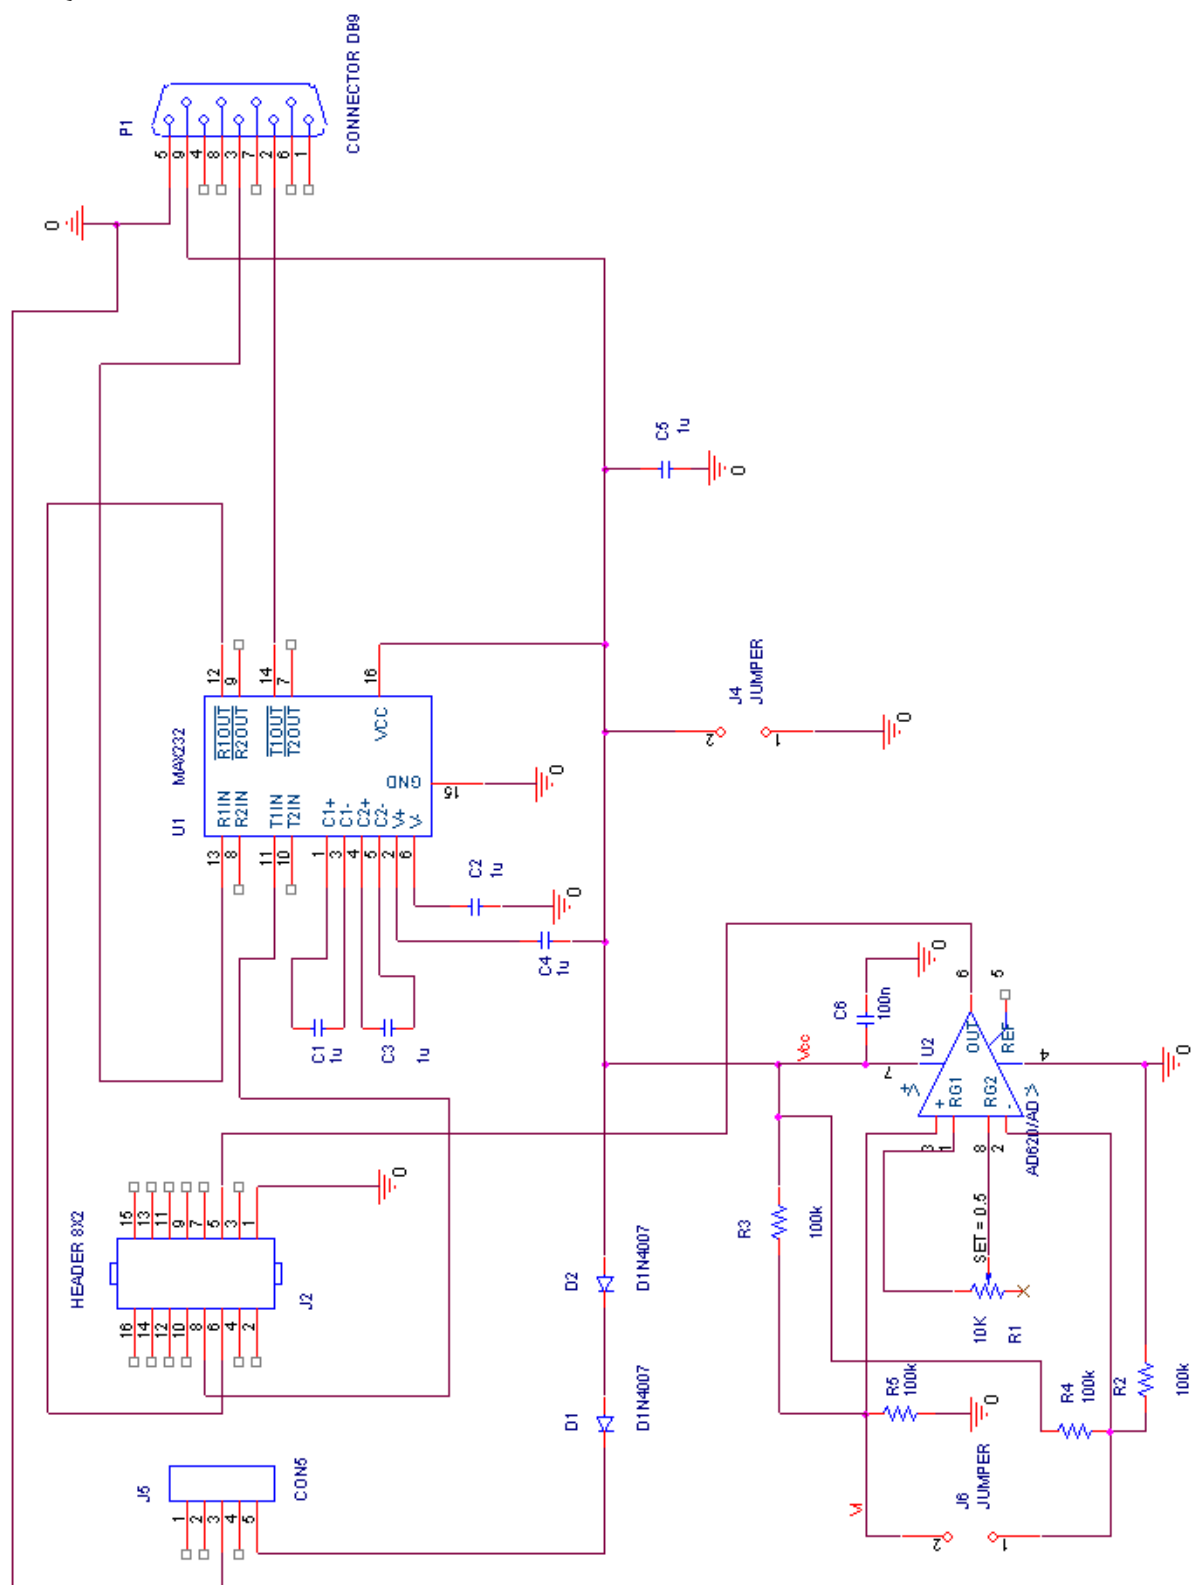 CONNECTOR DB9
P1
5
9
4
8
3
7
2
6
1
0
C5
1u
0
12
9
14
7
16
J4
JUMPER
2
1
0
U1
MAX232
R1OUT
R2OUT
T1OUT
T2OUT
VCC
GND
15
0
R1IN
R2IN
T1IN
T2IN
C1+
C1-
C2+
C2-
V+
V-
13
8
11
10
1
3
4
5
2
6
C2
1u
0
C4
1u
C1
1u
C3
1u
C6
100n
0
6
5
Vcc
7
U2
OUT
REF
4
0
+
RG1
RG2
-
AD620/AD
3
1
8
2
HEADER 8X2
15
13
11
9
7
5
3
1
0
J2
16
14
12
10
8
6
4
2
R3
100k
SET = 0.5
10K
R1
D2
D1N4007
D1
D1N4007
R5
100k
0
R4
100k
R2
100k
J5
CON5
1
2
3
4
5
J6
JUMPER
2
1